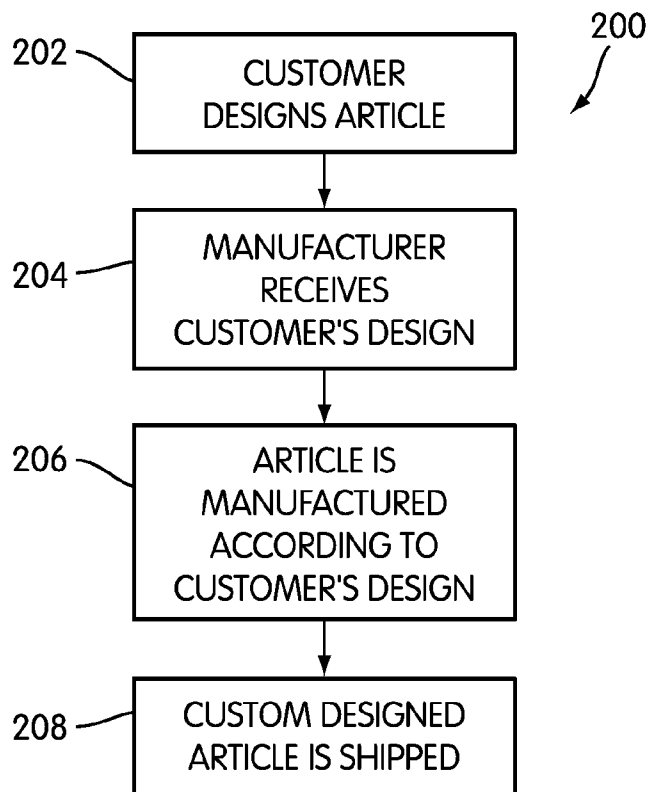 200
202
CUSTOMER
DESIGNS ARTICLE
204
MANUFACTURER
RECEIVES
CUSTOMER'S DESIGN
206
ARTICLE IS
MANUFACTURED
ACCORDING TO
CUSTOMER'S DESIGN
208
CUSTOM DESIGNED
ARTICLE IS SHIPPED